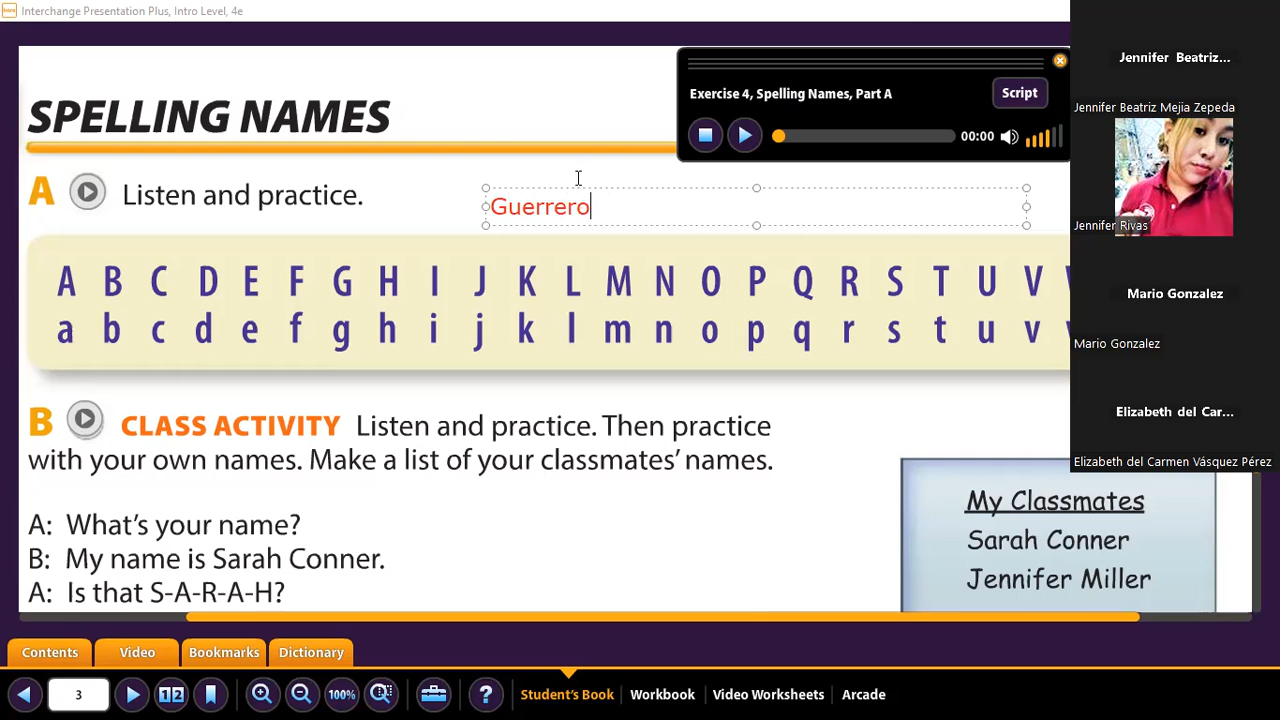 Interchange Presentation Plus, Intro Level, 4e
SPELLING NAMES
Exercise 4, Spelling Names, Part A
Script
00:00
A Listen and practice.
Guerrero
A B C D E F G H I J K L M N O P Q R S T U V
a b c d e f g h i j k l m n o p q r s t u v
B CLASS ACTIVITY Listen and practice. Then practice
with your own names. Make a list of your classmates' names.
A: What's your name?
B: My name is Sarah Conner.
A: Is that S-A-R-A-H?
My Classmates
Sarah Conner
Jennifer Miller
Jennifer Beatriz...
Jennifer Beatriz Mejia Zepeda
Jennifer Rivas
Mario Gonzalez
Mario Gonzalez
Elizabeth del Car...
Elizabeth del Carmen Vásquez Pérez
Contents Video Bookmarks Dictionary
3 1 2 100% ? Student's Book Workbook Video Worksheets Arcade